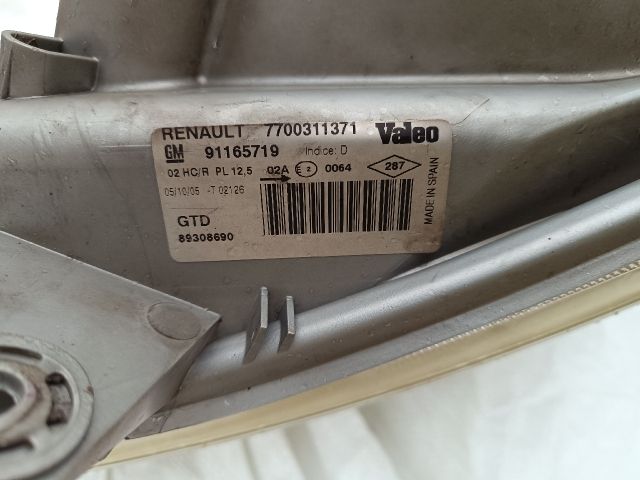 RENAULT 7700311371 Valeo
GM 91165719 Indice: D
02 HC/R PL 12,5 02A E 2 0064 287
05/10/05 -T 02126
GTD
89308690
MADE IN SPAIN